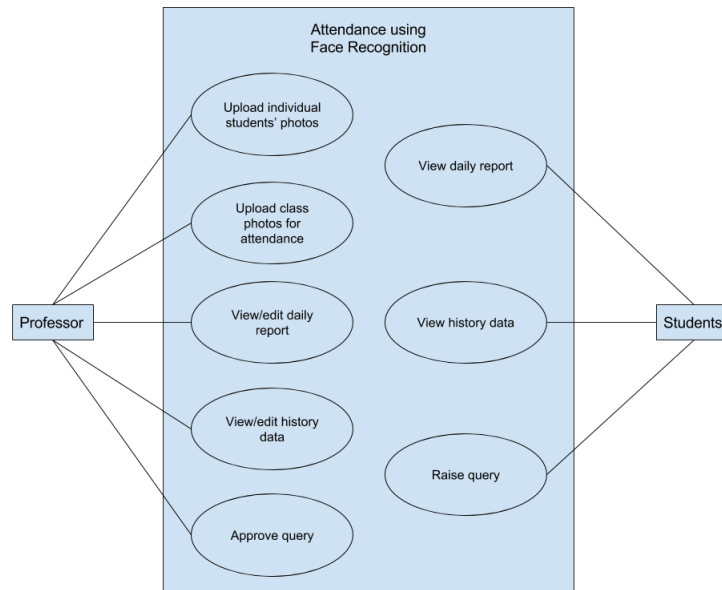 Attendance using
Face Recognition
Upload individual
students’ photos
View daily report
Upload class
photos for
attendance
Professor
View/edit daily
report
View history data
Students
View/edit history
data
Raise query
Approve query